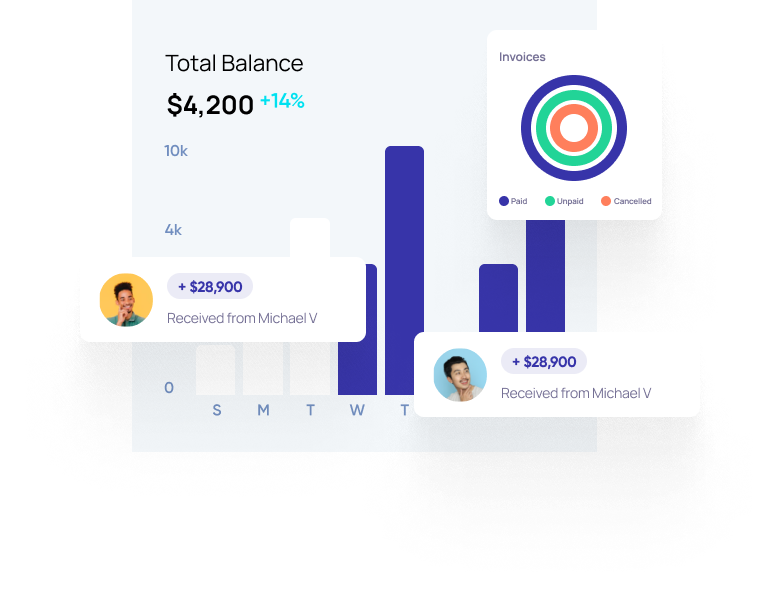 Total Balance
$4,200 +14%
Invoices
Paid
Unpaid
Cancelled
10k
4k
+ $28,900
Received from Michael V
+ $28,900
Received from Michael V
0
S M T W T